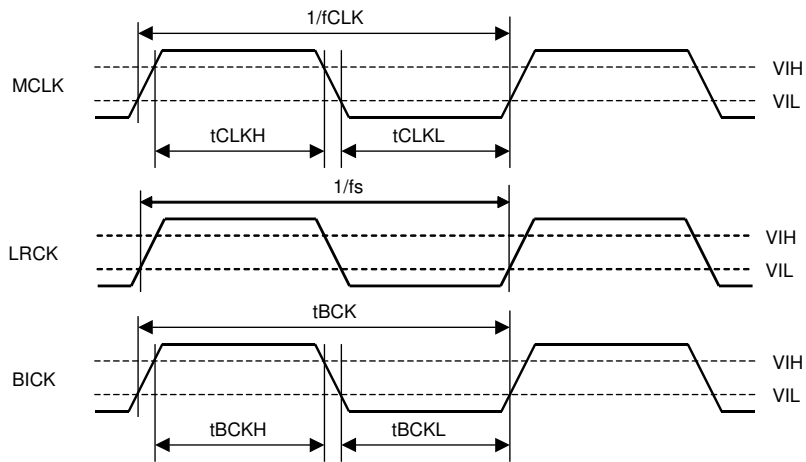 1/fCLK
MCLK
VIH
VIL
tCLKH
tCLKL
1/fs
LRCK
VIH
VIL
tBCK
BICK
VIH
VIL
tBCKH
tBCKL